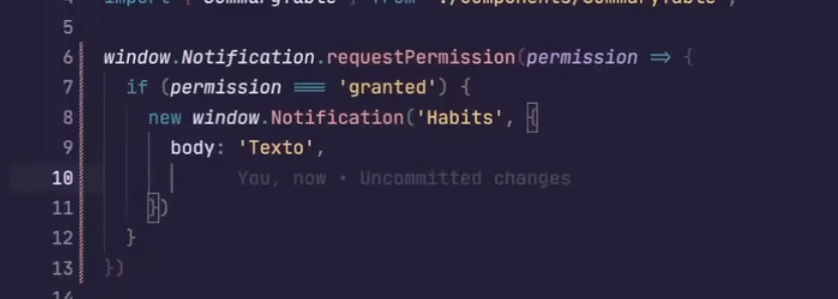 4 import { SummaryTable } from './components/SummaryTable';
5
6 window.Notification.requestPermission(permission => {
7 if (permission === 'granted') {
8 new window.Notification('Habits', {
9 body: 'Texto',
10 You, now • Uncommitted changes
11 })
12 }
13 })
14